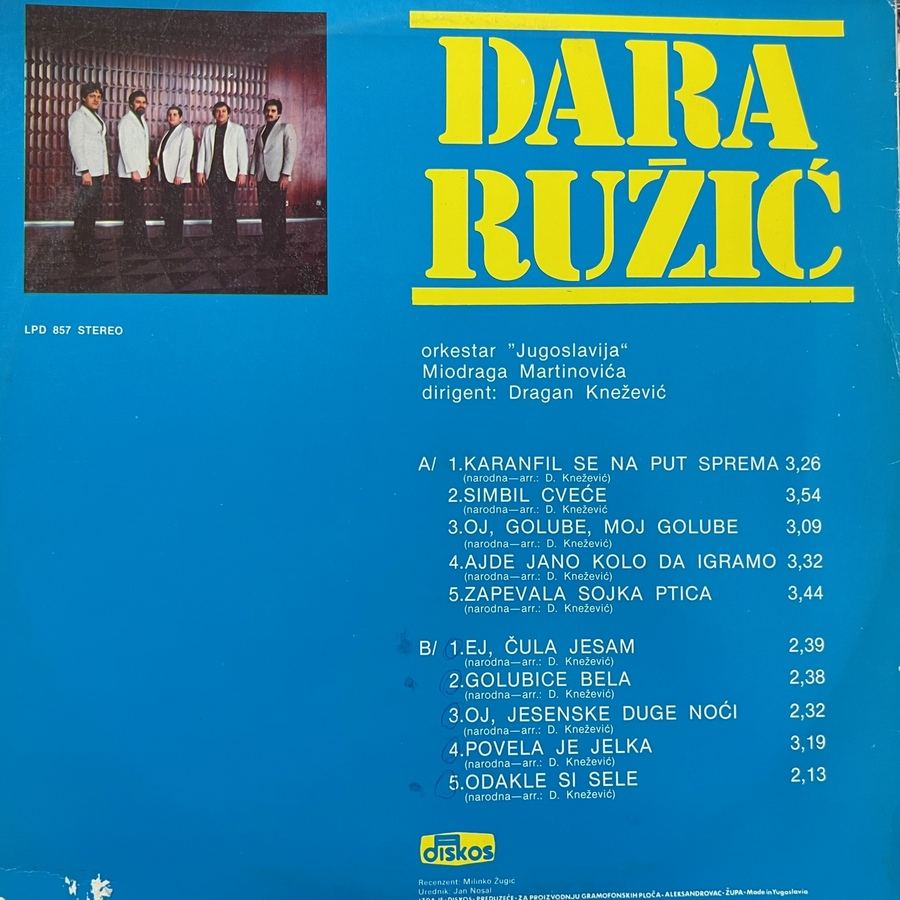 DARA
RUŽIĆ
LPD 857 STEREO
orkestar ”Jugoslavija“
Miodraga Martinovića
dirigent: Dragan Knežević
A/ 1.KARANFIL SE NA PUT SPREMA 3,26
(narodna—arr.: D. Knežević)
2.SIMBIL CVEĆE 3,54
(narodna—arr.: D. Knežević
3.OJ, GOLUBE, MOJ GOLUBE 3,09
(narodna—arr.: D. Knežević)
4.AJDE JANO KOLO DA IGRAMO 3,32
(narodna—arr.: D. Knežević)
5.ZAPEVALA SOJKA PTICA 3,44
(narodna—arr.: D. Knežević)
B/ 1.EJ, ČULA JESAM 2,39
(narodna—arr.: D. Knežević)
2.GOLUBICE BELA 2,38
(narodna—arr.: D. Knežević)
3.OJ, JESENSKE DUGE NOĆI 2,32
(narodna—arr.: D. Knežević)
4.POVELA JE JELKA 3,19
(narodna—arr.: D. Knežević)
5.ODAKLE SI SELE 2,13
(narodna—arr.: D. Knežević)
diskos
Recenzent: Milinko Žugić
Urednik: Jan Nosal
IZDAJE: DISKOS - PREDUZEĆE - ZA PROIZVODNJU GRAMOFONSKIH PLOČA - ALEKSANDROVAC - ŽUPA - Made in Yugoslavia